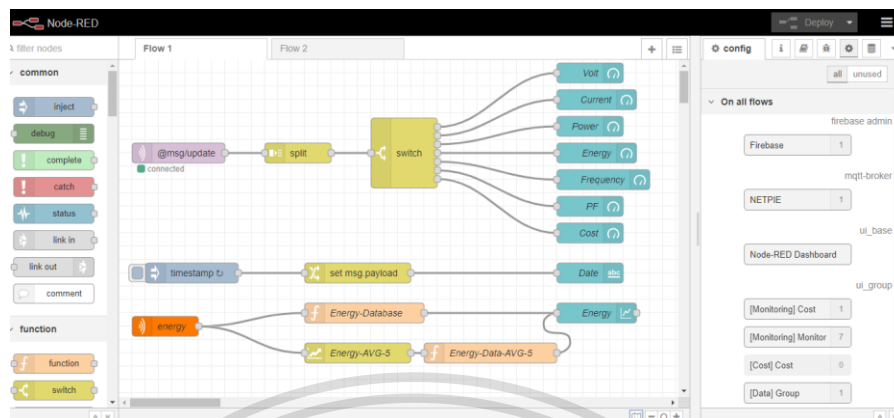 Node-RED
Deploy
filter nodes
Flow 1
Flow 2
config
all
unused
common
inject
debug
complete
catch
status
link in
link out
comment
function
function
switch
@msg/update
connected
split
switch
Volt
Current
Power
Energy
Frequency
PF
Cost
timestamp ↻
set msg.payload
Date
abc
energy
Energy-Database
Energy
Energy-AVG-5
Energy-Data-AVG-5
On all flows
firebase admin
Firebase
1
mqtt-broker
NETPIE
1
ui_base
Node-RED Dashboard
ui_group
[Monitoring] Cost
1
[Monitoring] Monitor
7
[Cost] Cost
0
[Data] Group
1